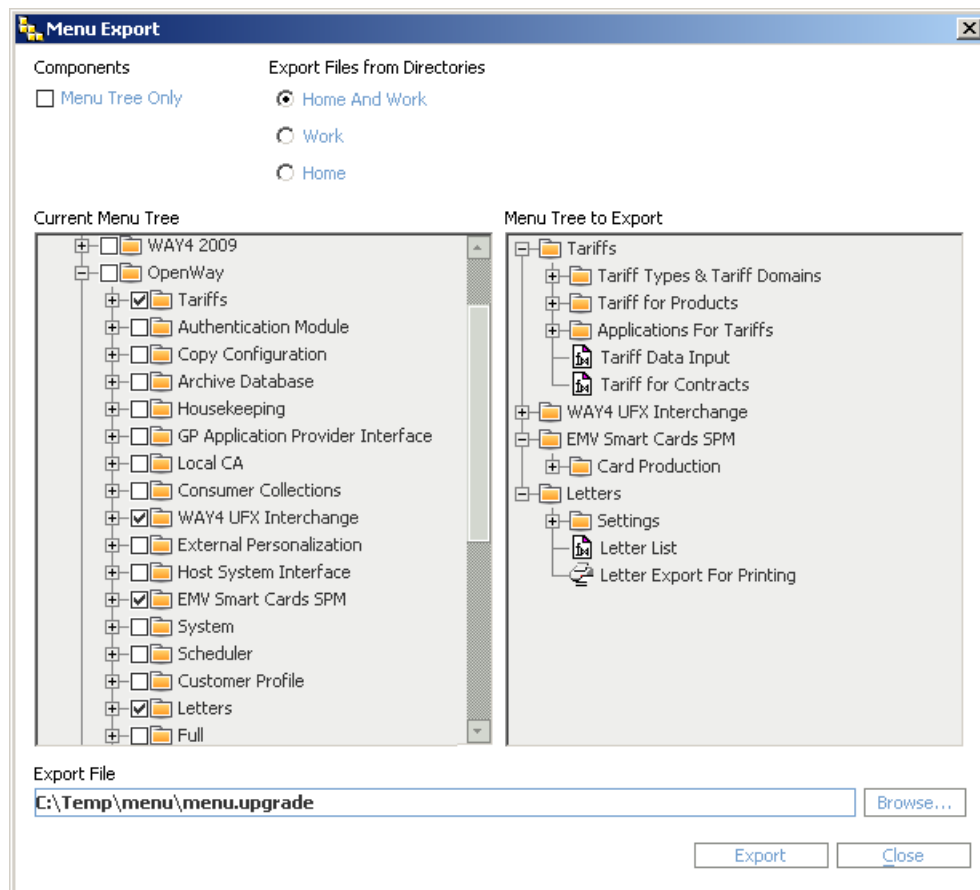 Menu Export
Components
Export Files from Directories
Menu Tree Only
Home And Work
Work
Home
Current Menu Tree
WAY4 2009
OpenWay
Tariffs
Authentication Module
Copy Configuration
Archive Database
Housekeeping
GP Application Provider Interface
Local CA
Consumer Collections
WAY4 UFX Interchange
External Personalization
Host System Interface
EMV Smart Cards SPM
System
Scheduler
Customer Profile
Letters
Full
Menu Tree to Export
Tariffs
Tariff Types & Tariff Domains
Tariff for Products
Applications For Tariffs
Tariff Data Input
Tariff for Contracts
WAY4 UFX Interchange
EMV Smart Cards SPM
Card Production
Letters
Settings
Letter List
Letter Export For Printing
Export File
C:\Temp\menu\menu.upgrade
Browse...
Export
Close